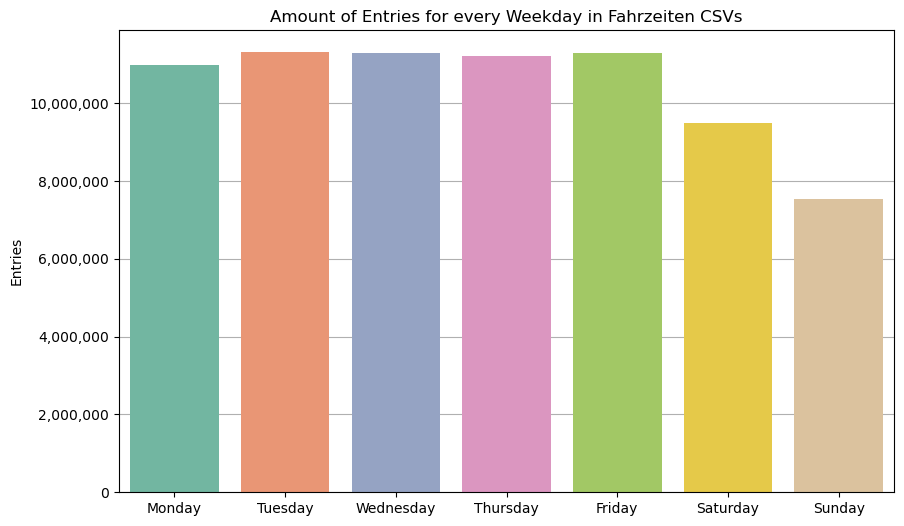 Amount of Entries for every Weekday in Fahrzeiten CSVs
10,000,000
8,000,000
6,000,000
4,000,000
2,000,000
0
Entries
Monday Tuesday Wednesday Thursday Friday Saturday Sunday